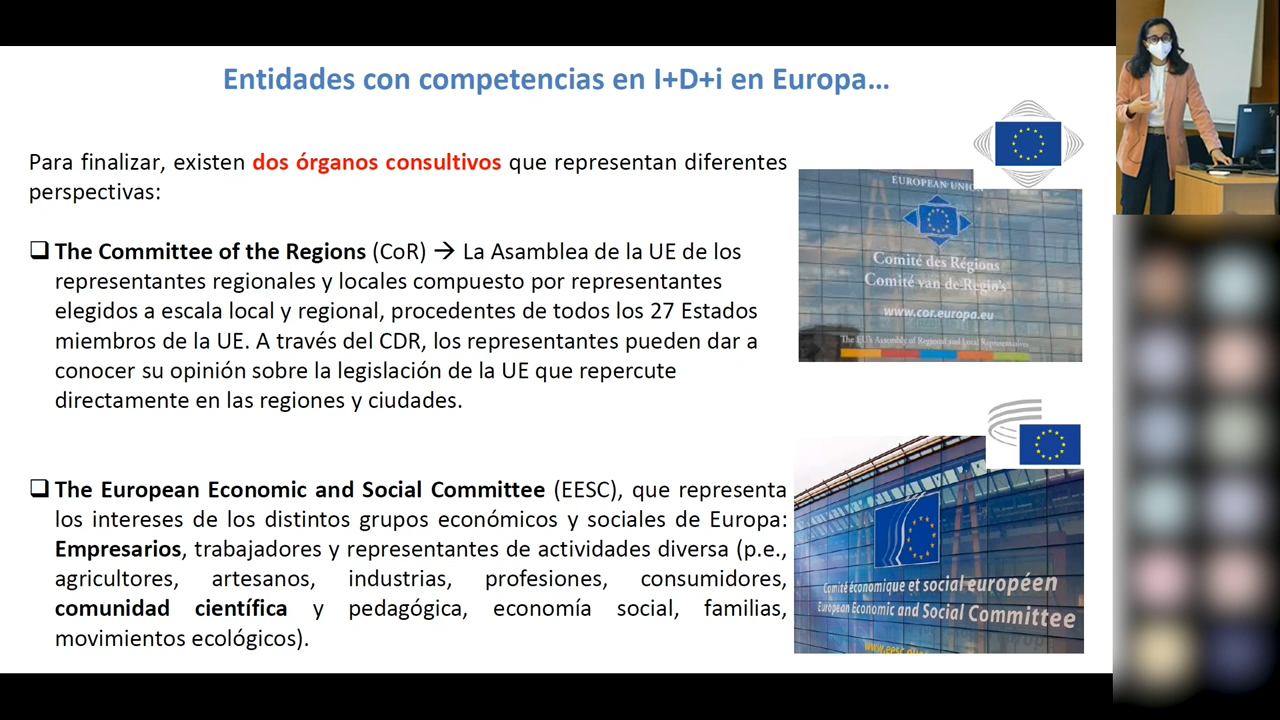 Entidades con competencias en I+D+i en Europa...
Para finalizar, existen dos órganos consultivos que representan diferentes
perspectivas:
The Committee of the Regions (CoR) → La Asamblea de la UE de los
representantes regionales y locales compuesto por representantes
elegidos a escala local y regional, procedentes de todos los 27 Estados
miembros de la UE. A través del CDR, los representantes pueden dar a
conocer su opinión sobre la legislación de la UE que repercute
directamente en las regiones y ciudades.
The European Economic and Social Committee (EESC), que representa
los intereses de los distintos grupos económicos y sociales de Europa:
Empresarios, trabajadores y representantes de actividades diversa (p.e.,
agricultores, artesanos, industrias, profesiones, consumidores,
comunidad científica y pedagógica, economía social, familias,
movimientos ecológicos).
EUROPEAN UNION
Comité des Régions
Comité van de Regio's
www.cor.europa.eu
The EU's Assembly of Regional and Local Representatives
Comité économique et social européen
European Economic and Social Committee